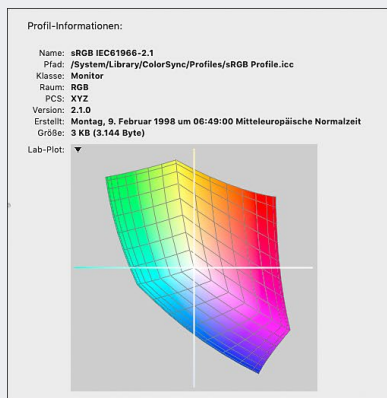 Profil-Informationen:
Name: sRGB IEC61966-2.1
Pfad: /System/Library/ColorSync/Profiles/sRGB Profile.icc
Klasse: Monitor
Raum: RGB
PCS: XYZ
Version: 2.1.0
Erstellt: Montag, 9. Februar 1998 um 06:49:00 Mitteleuropäische Normalzeit
Größe: 3 KB (3.144 Byte)
Lab-Plot: